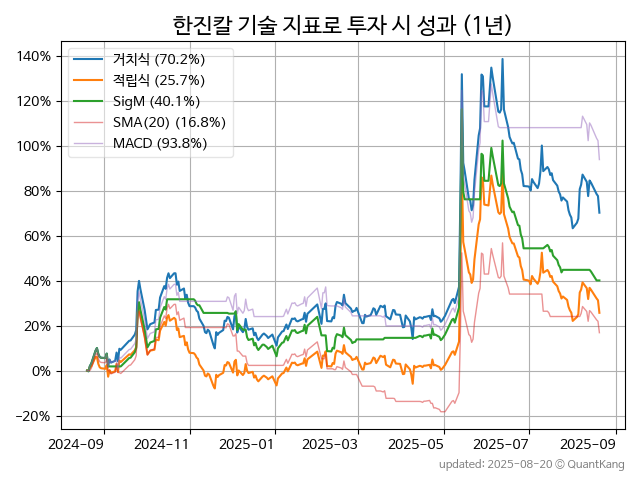 한진칼 기술 지표로 투자 시 성과 (1년)
140%
120%
100%
80%
60%
40%
20%
0%
−20%
거치식 (70.2%)
적립식 (25.7%)
SigM (40.1%)
SMA(20) (16.8%)
MACD (93.8%)
2024-09 2024-11 2025-01 2025-03 2025-05 2025-07 2025-09
updated: 2025-08-20 © QuantKang